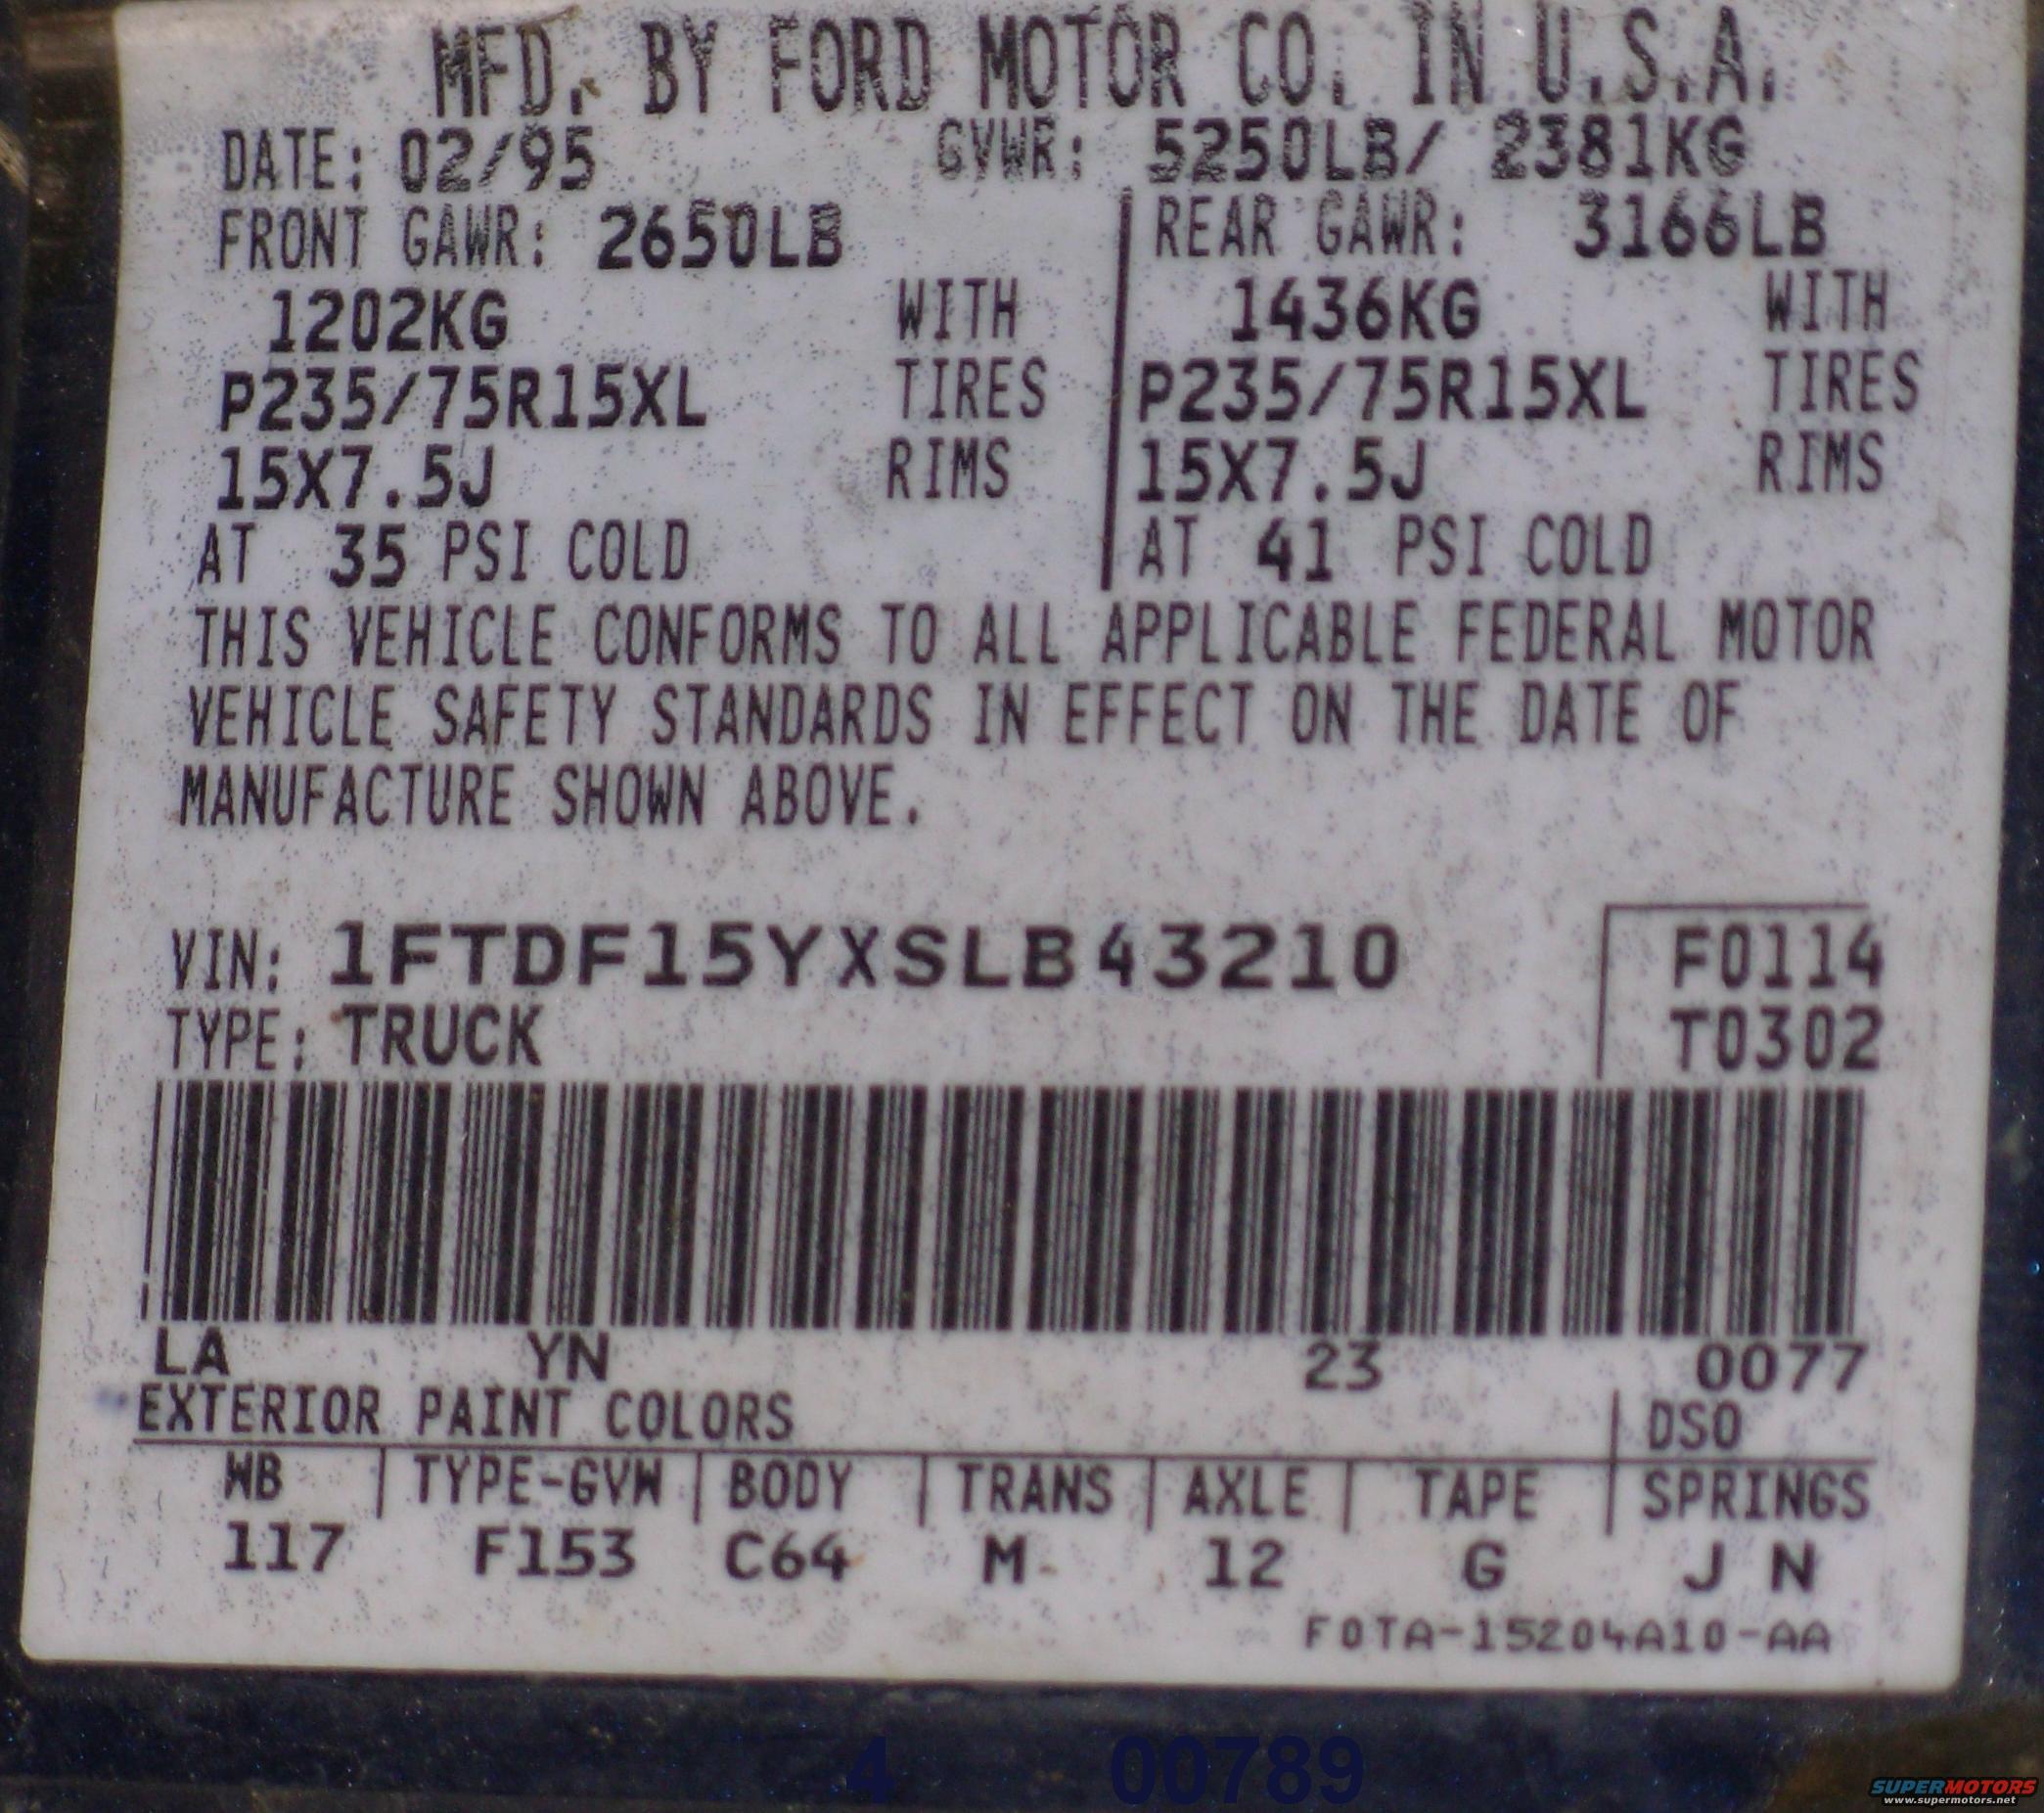 MFD. BY FORD MOTOR CO. IN U.S.A.
DATE: 02/95 GVWR: 5250LB/ 2381KG
FRONT GAWR: 2650LB REAR GAWR: 3166LB
1202KG WITH 1436KG WITH
P235/75R15XL TIRES P235/75R15XL TIRES
15X7.5J RIMS 15X7.5J RIMS
AT 35 PSI COLD AT 41 PSI COLD
THIS VEHICLE CONFORMS TO ALL APPLICABLE FEDERAL MOTOR
VEHICLE SAFETY STANDARDS IN EFFECT ON THE DATE OF
MANUFACTURE SHOWN ABOVE.
VIN: 1FTDF15YXSLB43210 F0114
TYPE: TRUCK T0302
LA YN 23 0077
EXTERIOR PAINT COLORS DSO
WB TYPE-GVW BODY TRANS AXLE TAPE SPRINGS
117 F153 C64 M 12 G J N
F0TA-15204A10-AA
4 00789
SUPERMOTORS
www.supermotors.net